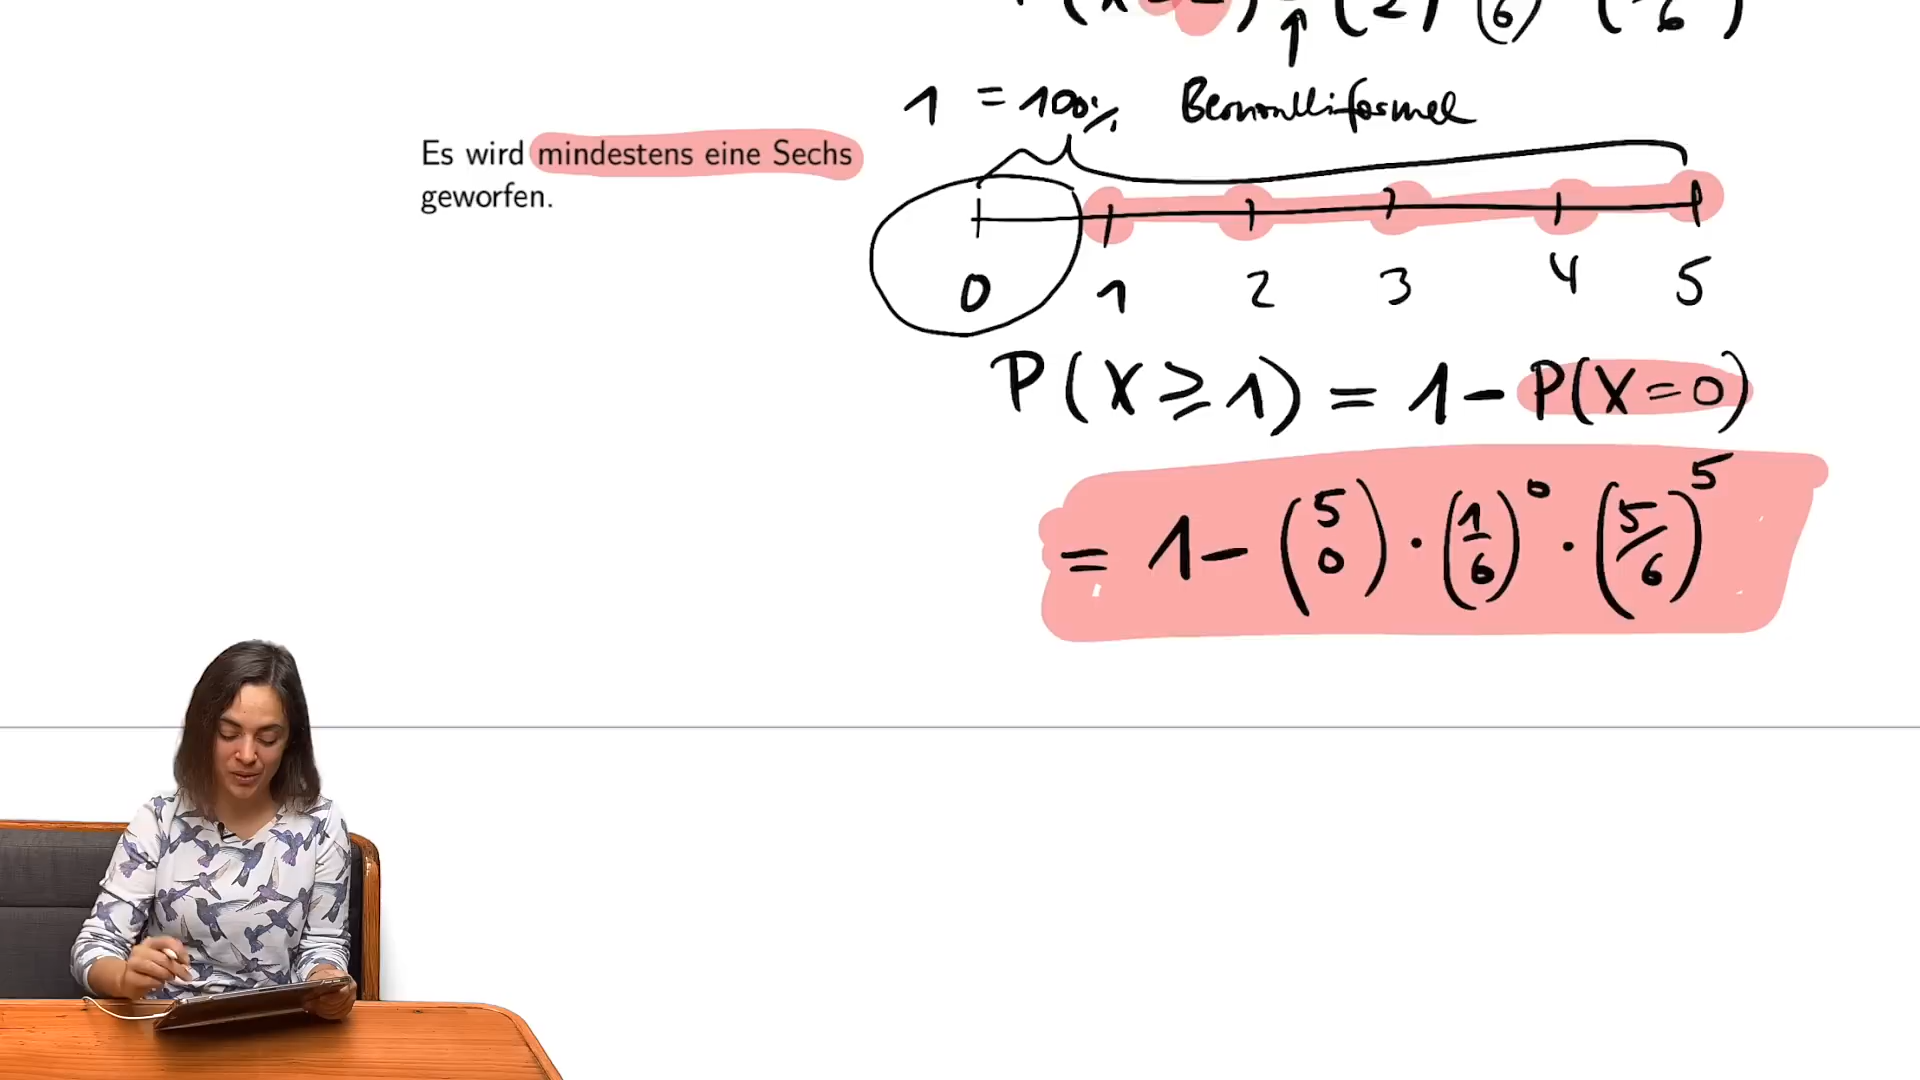 1 = 100% Bernoulliformel
Es wird mindestens eine Sechs
geworfen.
0 1 2 3 4 5
P(X ≥ 1) = 1 - P(X = 0)
= 1 - (5 0) · (1/6)^0 · (5/6)^5